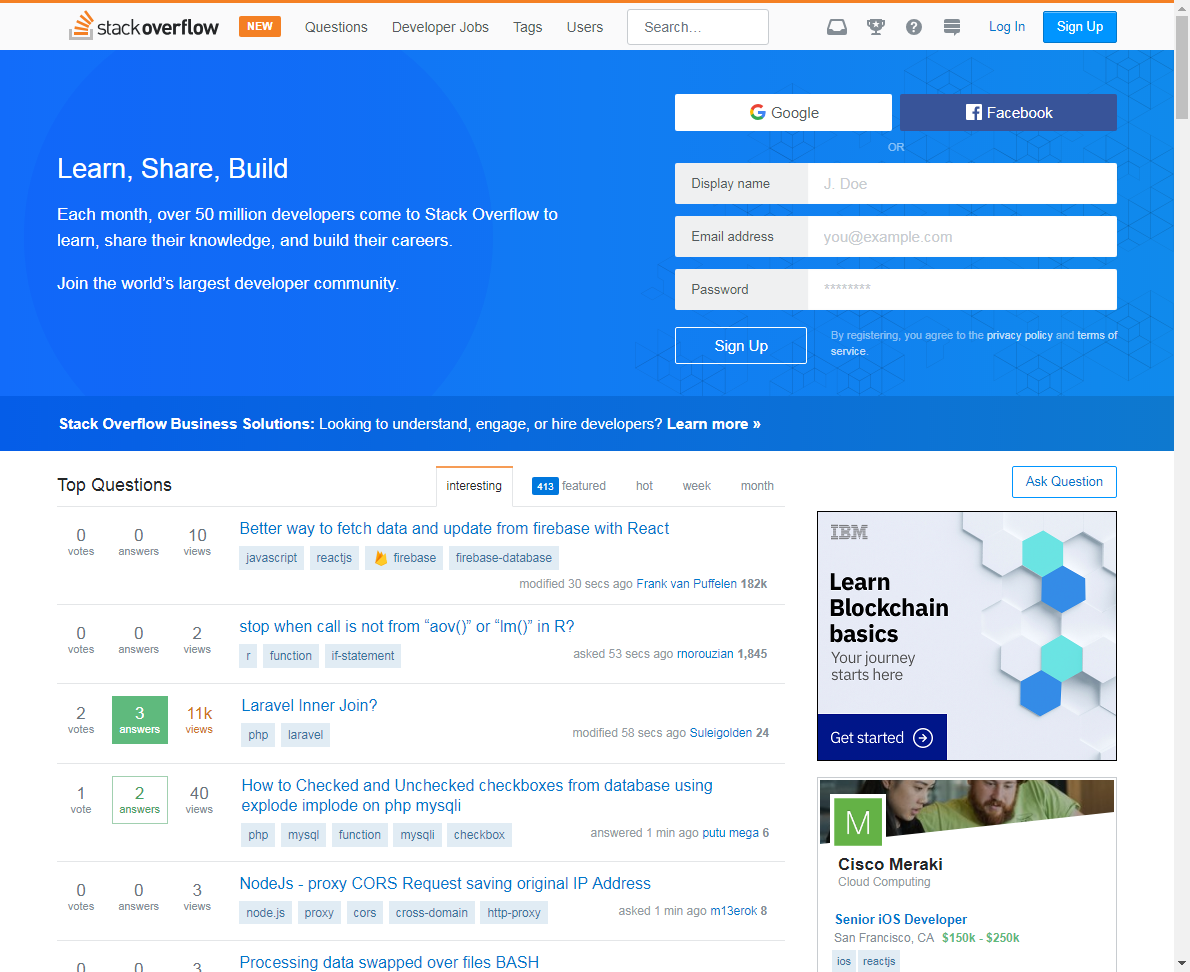 stackoverflow NEW Questions Developer Jobs Tags Users Search... Log In Sign Up
Google Facebook
OR
Learn, Share, Build
Each month, over 50 million developers come to Stack Overflow to
learn, share their knowledge, and build their careers.
Join the world’s largest developer community.
Display name J. Doe
Email address you@example.com
Password ********
Sign Up
By registering, you agree to the privacy policy and terms of
service.
Stack Overflow Business Solutions: Looking to understand, engage, or hire developers? Learn more »
Top Questions
interesting 413 featured hot week month
Ask Question
0 0 10
votes answers views
Better way to fetch data and update from firebase with React
javascript reactjs firebase firebase-database
modified 30 secs ago Frank van Puffelen 182k
0 0 2
votes answers views
stop when call is not from “aov()” or “lm()” in R?
r function if-statement
asked 53 secs ago rnorouzian 1,845
2 3 11k
votes answers views
Laravel Inner Join?
php laravel
modified 58 secs ago Suleigolden 24
1 2 40
vote answers views
How to Checked and Unchecked checkboxes from database using
explode implode on php mysqli
php mysql function mysqli checkbox
answered 1 min ago putu mega 6
0 0 3
votes answers views
NodeJs - proxy CORS Request saving original IP Address
node.js proxy cors cross-domain http-proxy
asked 1 min ago m13erok 8
0 0 3
Processing data swapped over files BASH
IBM
Learn
Blockchain
basics
Your journey
starts here
Get started
M
Cisco Meraki
Cloud Computing
Senior iOS Developer
San Francisco, CA $150k - $250k
ios reactjs